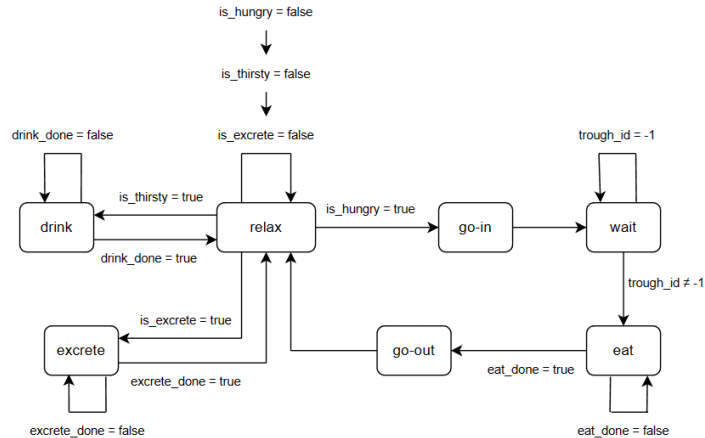 is_hungry = false
is_thirsty = false
drink_done = false
is_excrete = false
trough_id = -1
is_thirsty = true
is_hungry = true
drink
relax
go-in
wait
drink_done = true
trough_id ≠ -1
is_excrete = true
excrete
go-out
eat
excrete_done = true
eat_done = true
excrete_done = false
eat_done = false